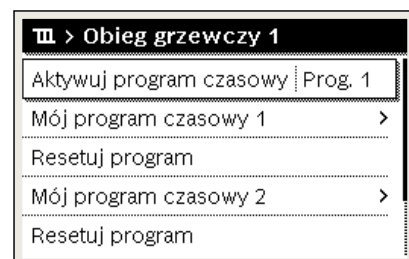 > Obieg grzewczy 1
Aktywuj program czasowy Prog. 1
Mój program czasowy 1 >
Resetuj program
Mój program czasowy 2 >
Resetuj program